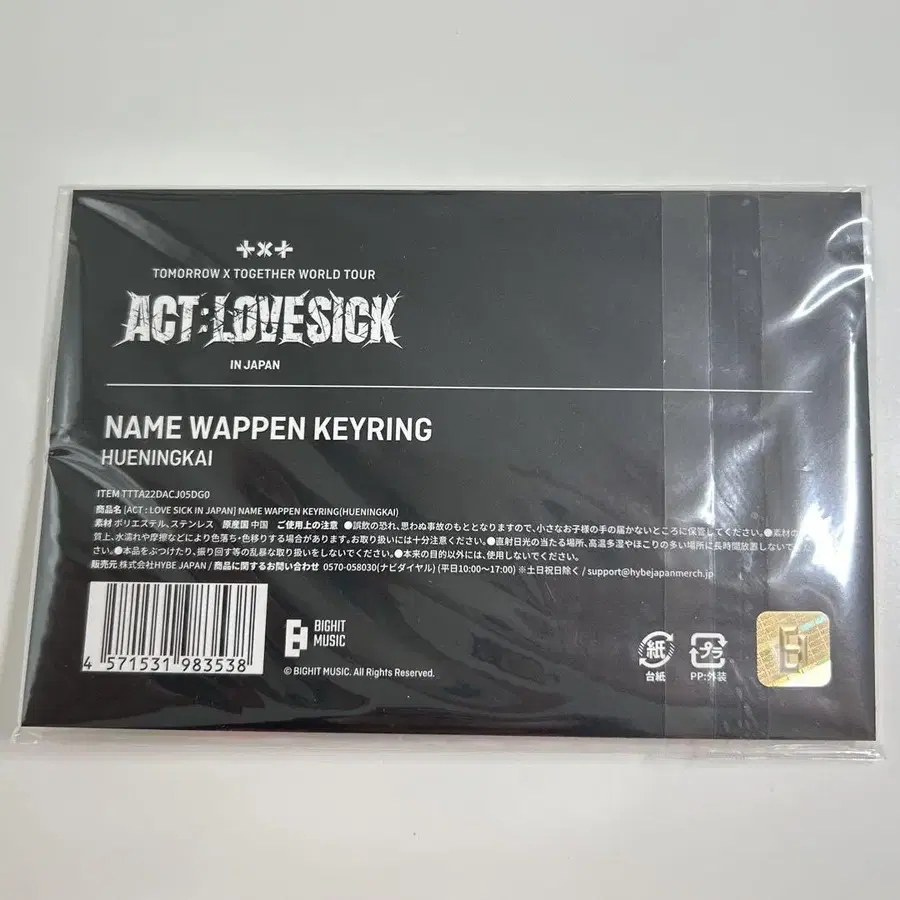 TOMORROW X TOGETHER WORLD TOUR
ACT : LOVE SICK
IN JAPAN
NAME WAPPEN KEYRING
HUENINGKAI
ITEM TTTA22DACJ05DG0
商品名 [ACT : LOVE SICK IN JAPAN] NAME WAPPEN KEYRING(HUENINGKAI)
素材 ポリエステル、ステンレス 原産国 中国 ご使用上の注意 ●誤飲の恐れ、思わぬ事故のもととなりますので、小さなお子様の手の届かないところに保管してください。●素材の
質上、水濡れや摩擦などにより色落ち・色移りする場合があります。お取り扱いには十分注意ください。●直射日光の当たる場所、高温多湿やほこりの多い場所に長時間放置しないでくだ
さい。●本品をぶつけたり、振り回す等の乱暴な取り扱いをしないでください。●本来の目的以外には、使用しないでください。
販売元 株式会社HYBE JAPAN / 商品に関するお問い合わせ 0570-058030(ナビダイヤル) (平日10:00〜17:00) ※土日祝日除く / support@hybejapanmerch.jp
4 571531 983538
BIGHIT
MUSIC
© BIGHIT MUSIC. All Rights Reserved.
紙
台紙
プラ
PP:外装